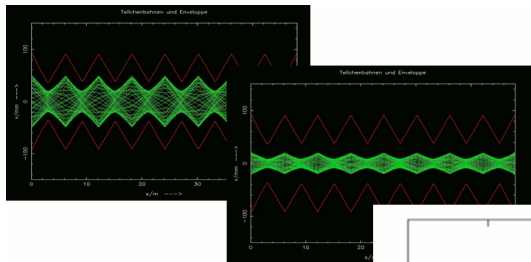 Teilchenbahnen und Enveloppe
100
0
-100
x/mm --->
0 10 20 30
s/m --->
Teilchenbahnen und Enveloppe
100
0
-100
x/mm --->
0 10 20
s/m